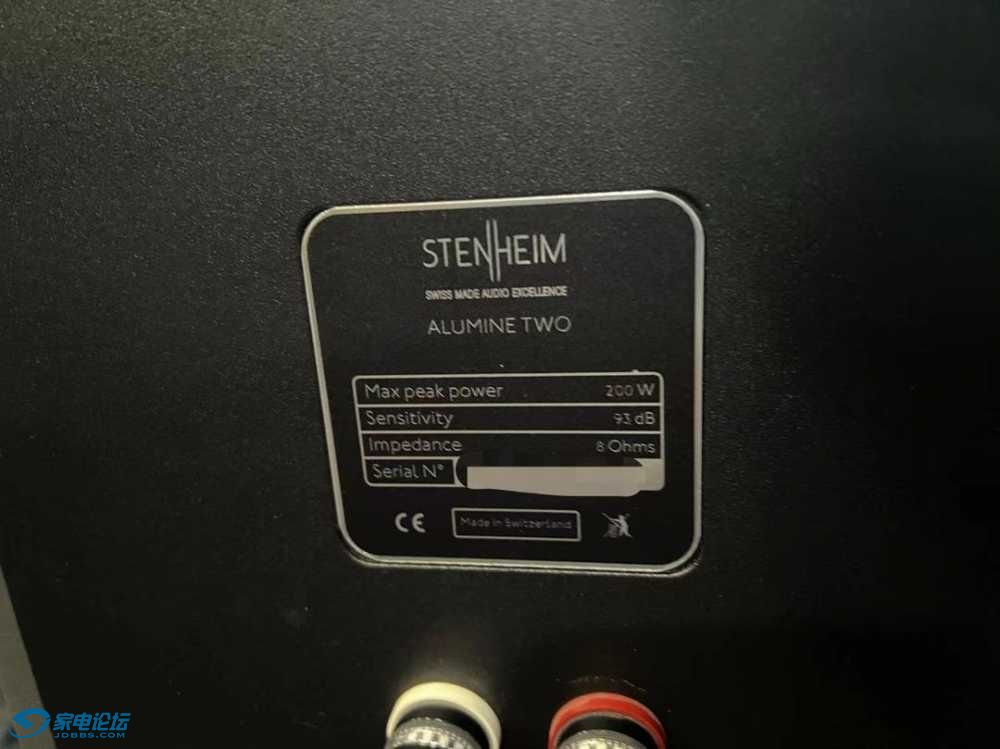 STENHEIM
SWISS MADE AUDIO EXCELLENCE
ALUMINE TWO
Max peak power 200 W
Sensitivity 93 dB
Impedance 8 Ohms
Serial N°
CE Made in Switzerland
家电论坛
JDBBS.COM